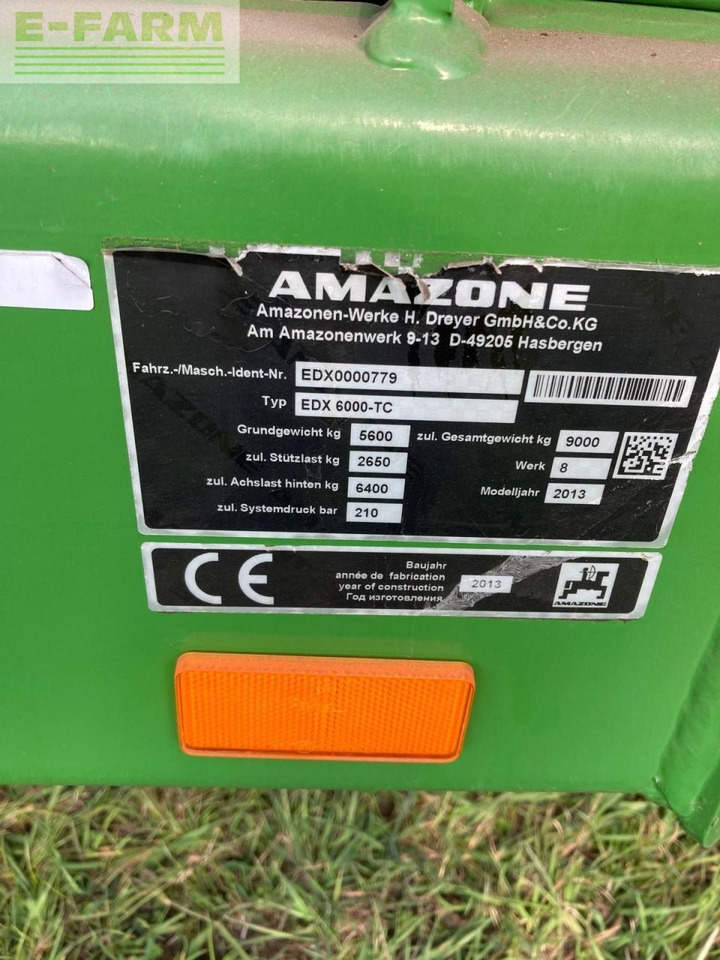 E-FARM
AMAZONE
Amazonen-Werke H. Dreyer GmbH&Co.KG
Am Amazonenwerk 9-13 D-49205 Hasbergen
Fahrz.-/Masch.-Ident-Nr. EDX0000779
Typ EDX 6000-TC
Grundgewicht kg 5600 zul. Gesamtgewicht kg 9000
zul. Stützlast kg 2650 Werk 8
zul. Achslast hinten kg 6400 Modelljahr 2013
zul. Systemdruck bar 210
CE
Baujahr
année de fabrication
year of construction 2013
Год изготовления
AMAZONE